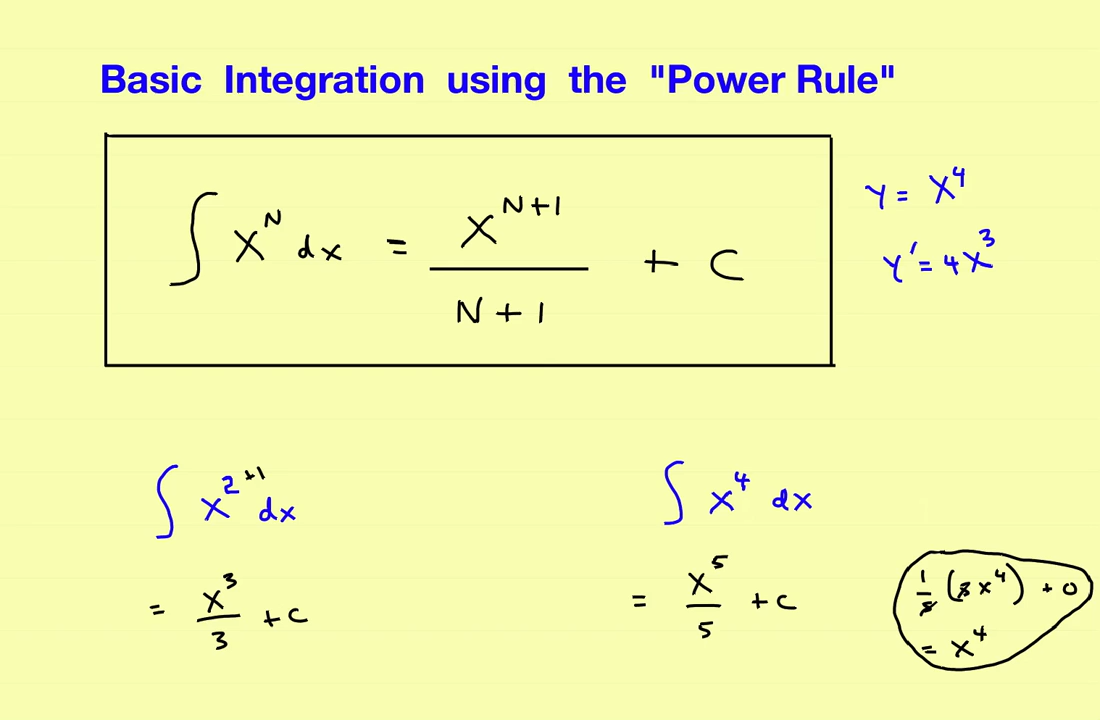 Basic Integration using the "Power Rule"
∫ x^N dx = x^(N+1) / (N+1) + C
y = x^4
y' = 4x^3
∫ x^2 +1 dx
= x^3 / 3 + C
∫ x^4 dx
= x^5 / 5 + C
1/5 (5x^4) + 0
= x^4